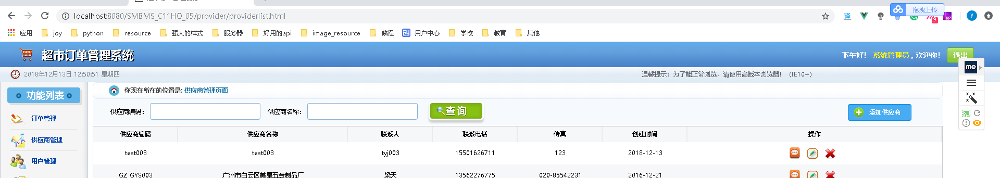 localhost:8080/SMBMS_C11HO_05/provider/providerlist.html 译 9 RP 拖拽上传 y
应用 joy python resource 强大的样式 服务器 好用的api image_resource 教程 用户中心 学校 教育 其他
超市订单管理系统 下午好! 系统管理员 , 欢迎你! 退出
2018年12月13日 12:50:51 星期四 温馨提示: 为了能正常浏览, 请使用高版本浏览器! (IE10+) me
功能列表 你现在所在的位置是: 供应商管理页面
供应商编码: 供应商名称: 查 询 添加供应商
订单管理
供应商编码 供应商名称 联系人 联系电话 传真 创建时间 操作
供应商管理
test003 test003 tyj003 15501626711 123 2018-12-13
用户管理
GZ_GYS003 广州市白云区美星五金制品厂 梁天 13562276775 020-85542231 2016-12-21